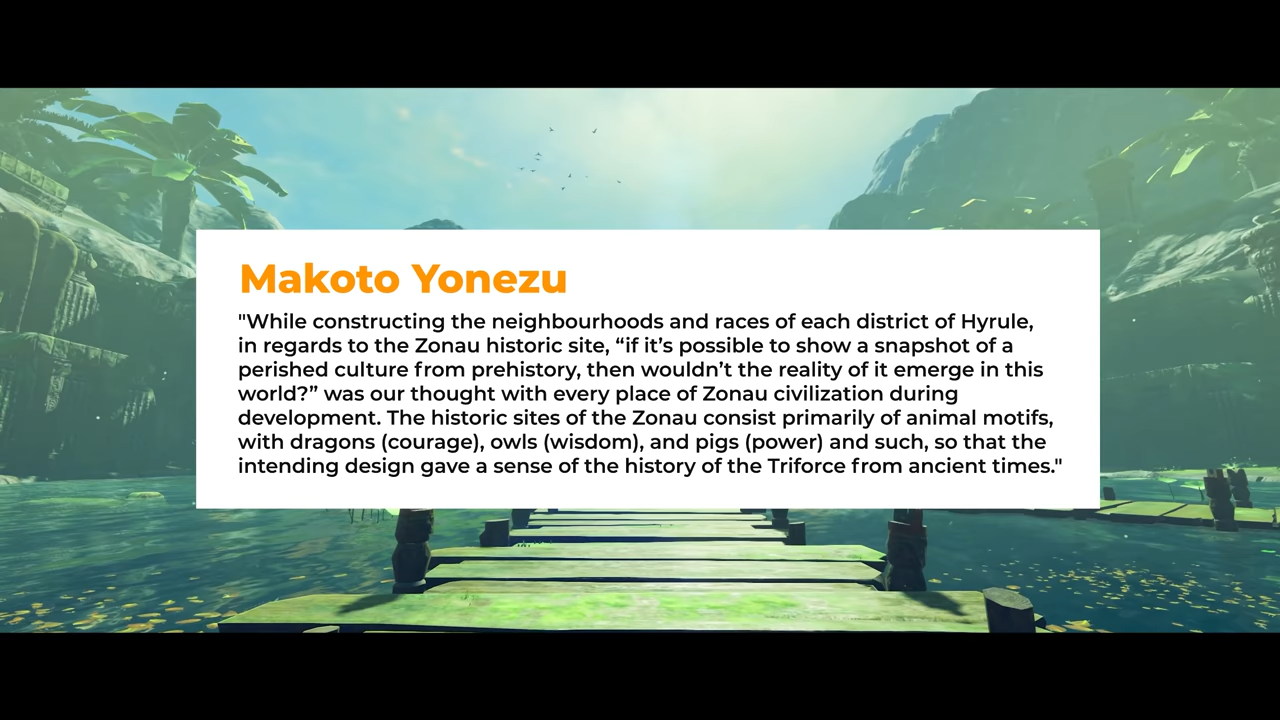 Makoto Yonezu
"While constructing the neighbourhoods and races of each district of Hyrule,
in regards to the Zonau historic site, “if it’s possible to show a snapshot of a
perished culture from prehistory, then wouldn’t the reality of it emerge in this
world?” was our thought with every place of Zonau civilization during
development. The historic sites of the Zonau consist primarily of animal motifs,
with dragons (courage), owls (wisdom), and pigs (power) and such, so that the
intending design gave a sense of the history of the Triforce from ancient times."